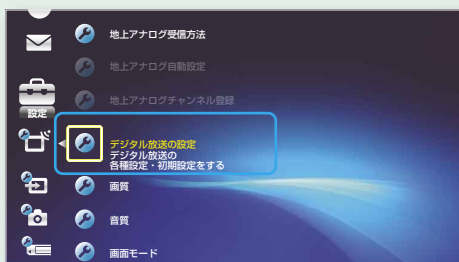 地上アナログ受信方法
地上アナログ自動設定
地上アナログチャンネル登録
設定
デジタル放送の設定
デジタル放送の
各種設定・初期設定をする
画質
音質
画面モード